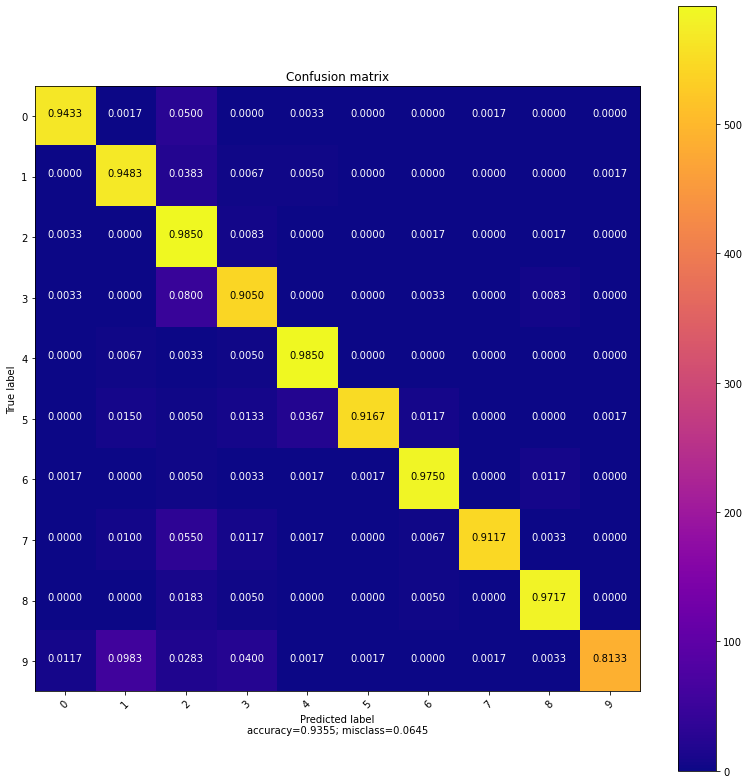 Confusion matrix
0 0.9433 0.0017 0.0500 0.0000 0.0033 0.0000 0.0000 0.0017 0.0000 0.0000
1 0.0000 0.9483 0.0383 0.0067 0.0050 0.0000 0.0000 0.0000 0.0000 0.0017
2 0.0033 0.0000 0.9850 0.0083 0.0000 0.0000 0.0017 0.0000 0.0017 0.0000
3 0.0033 0.0000 0.0800 0.9050 0.0000 0.0000 0.0033 0.0000 0.0083 0.0000
4 0.0000 0.0067 0.0033 0.0050 0.9850 0.0000 0.0000 0.0000 0.0000 0.0000
5 0.0000 0.0150 0.0050 0.0133 0.0367 0.9167 0.0117 0.0000 0.0000 0.0017
6 0.0017 0.0000 0.0050 0.0033 0.0017 0.0017 0.9750 0.0000 0.0117 0.0000
7 0.0000 0.0100 0.0550 0.0117 0.0017 0.0000 0.0067 0.9117 0.0033 0.0000
8 0.0000 0.0000 0.0183 0.0050 0.0000 0.0000 0.0050 0.0000 0.9717 0.0000
9 0.0117 0.0983 0.0283 0.0400 0.0017 0.0017 0.0000 0.0017 0.0033 0.8133
0 1 2 3 4 5 6 7 8 9
True label
Predicted label
accuracy=0.9355; misclass=0.0645
500
400
300
200
100
0